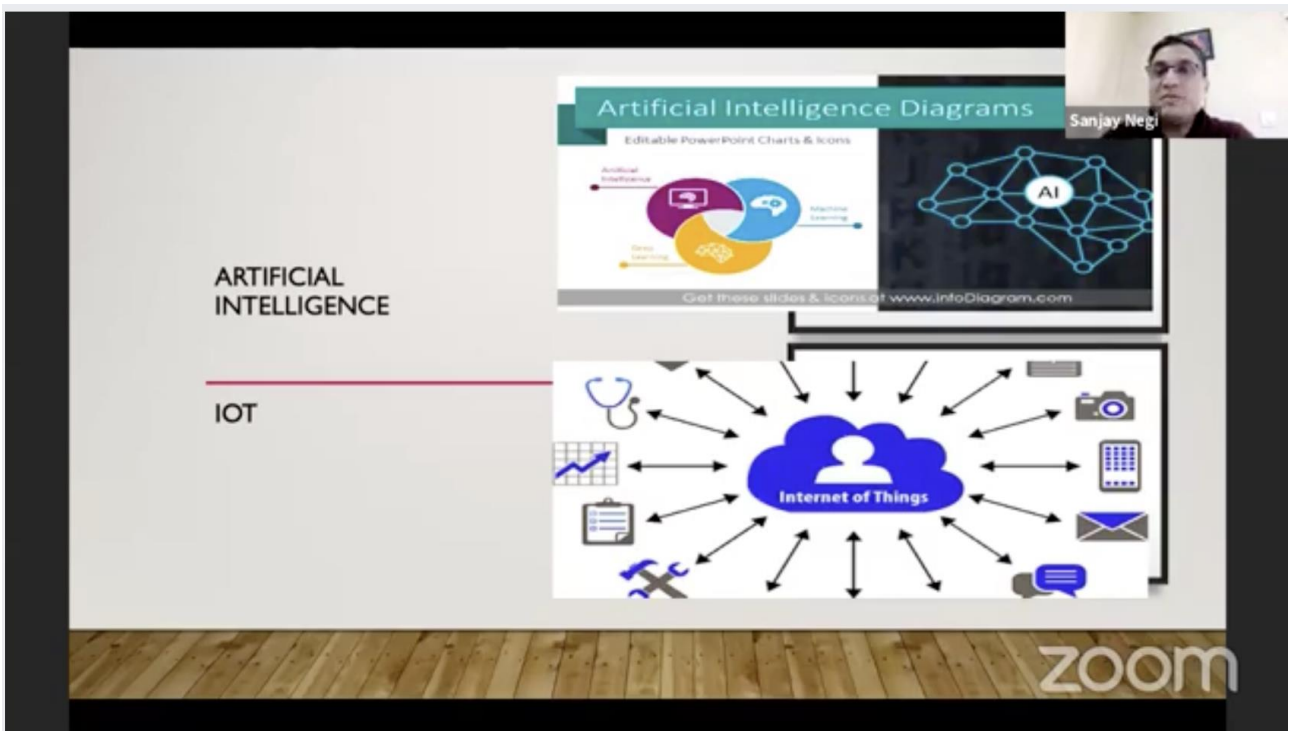 Artificial Intelligence Diagrams
Sanjay Negi
Editable PowerPoint Charts & Icons
Artificial
Intelligence
AI
Machine
Learning
Deep
Learning
ARTIFICIAL
INTELLIGENCE
Get these slides & icons at www.infoDiagram.com
IOT
Internet of Things
zoom